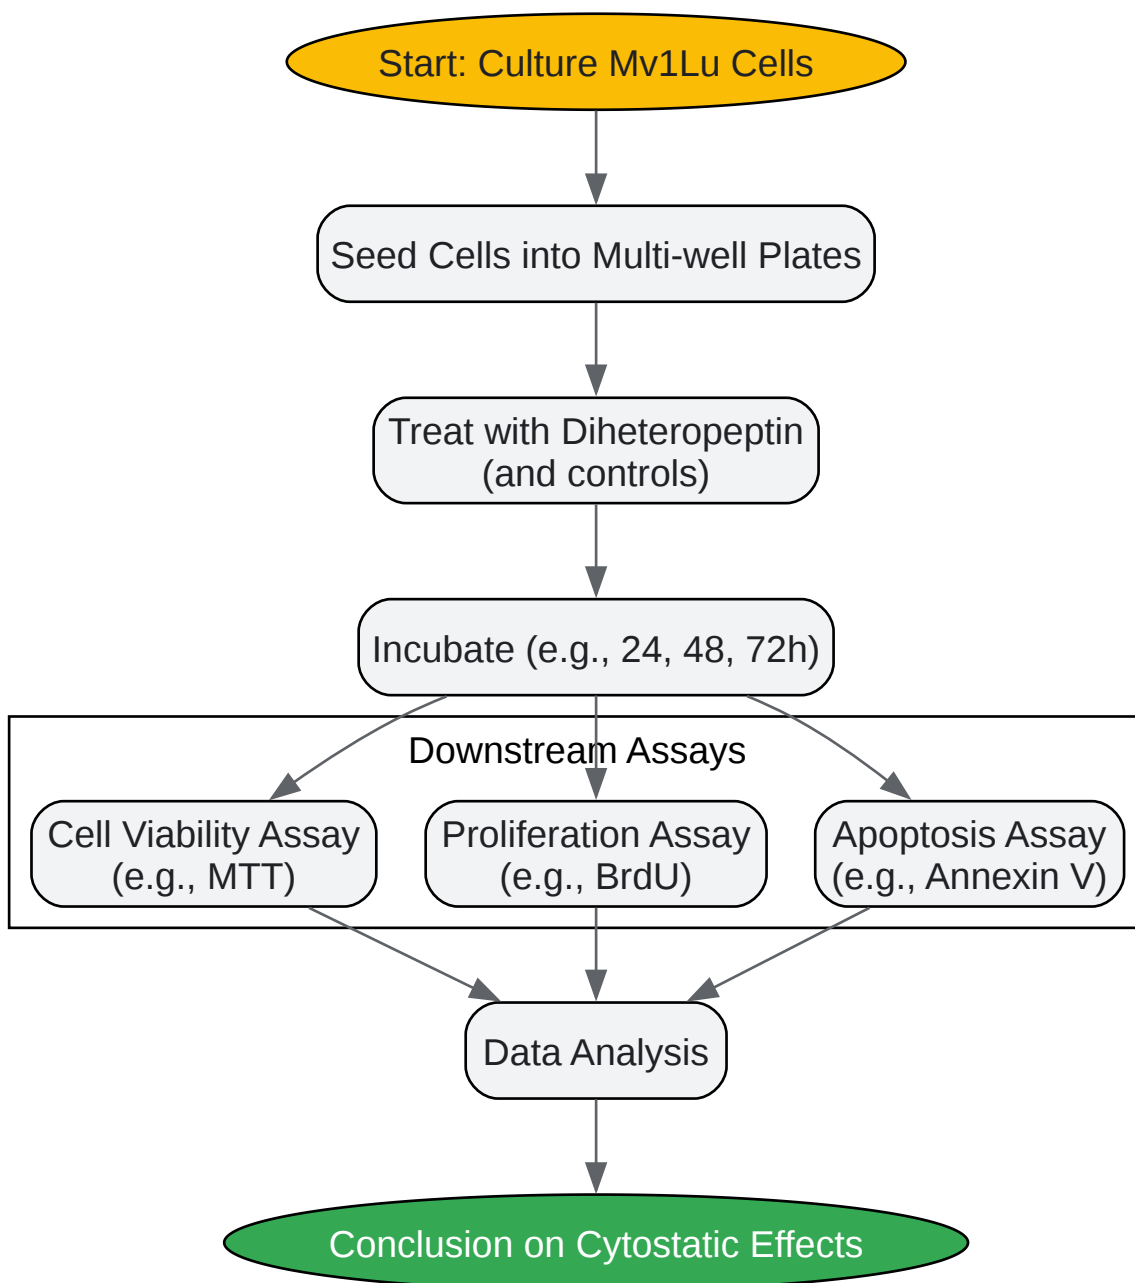 Start: Culture Mv1Lu Cells
Seed Cells into Multi-well Plates
Treat with Diheteropeptin
(and controls)
Incubate (e.g., 24, 48, 72h)
Downstream Assays
Cell Viability Assay
(e.g., MTT)
Proliferation Assay
(e.g., BrdU)
Apoptosis Assay
(e.g., Annexin V)
Data Analysis
Conclusion on Cytostatic Effects